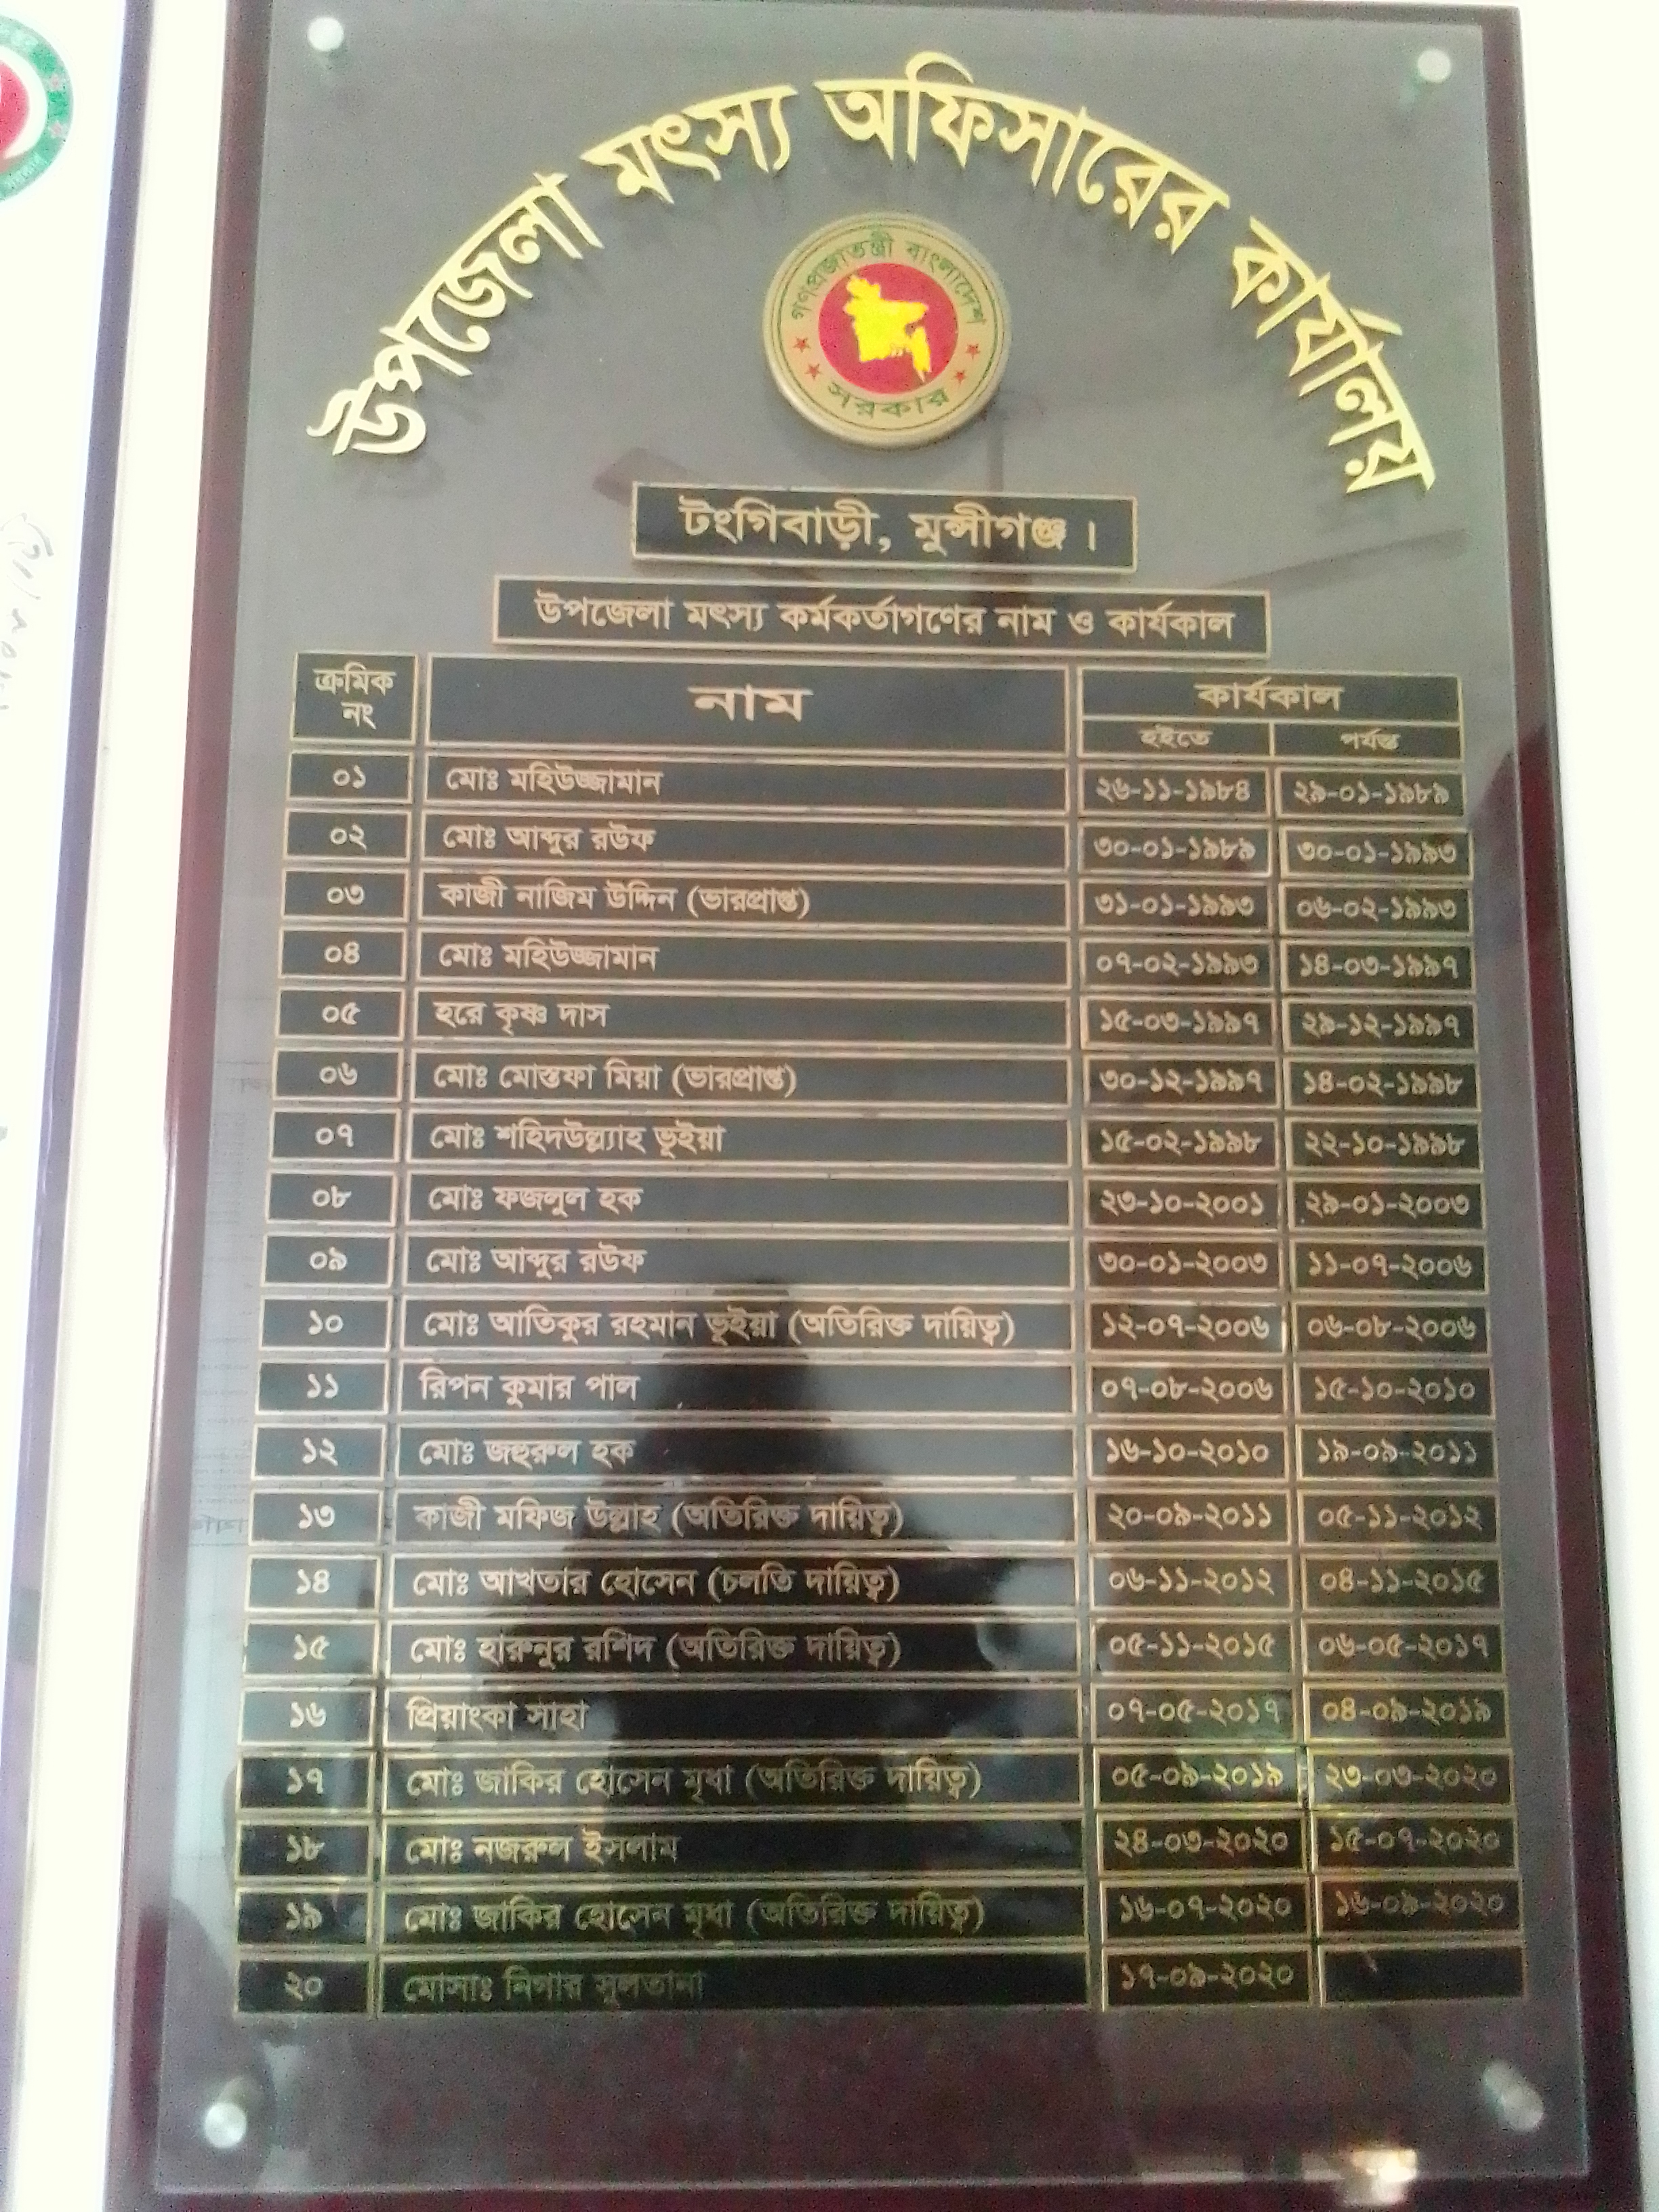 উপজেলা মৎস্য অফিসারের কার্যালয়
গণপ্রজাতন্ত্রী বাংলাদেশ
সরকার
টংগিবাড়ী, মুন্সীগঞ্জ।
উপজেলা মৎস্য কর্মকর্তাগণের নাম ও কার্যকাল
ক্রমিক নং নাম কার্যকাল
হইতে পর্যন্ত
০১ মোঃ মহিউজ্জামান ২৬-১১-১৯৮৪ ২৯-০১-১৯৮৯
০২ মোঃ আব্দুর রউফ ৩০-০১-১৯৮৯ ৩০-০১-১৯৯৩
০৩ কাজী নাজিম উদ্দিন (ভারপ্রাপ্ত) ৩১-০১-১৯৯৩ ০৬-০২-১৯৯৩
০৪ মোঃ মহিউজ্জামান ০৭-০২-১৯৯৩ ১৪-০৩-১৯৯৭
০৫ হরে কৃষ্ণ দাস ১৫-০৩-১৯৯৭ ২৯-১২-১৯৯৭
০৬ মোঃ মোস্তফা মিয়া (ভারপ্রাপ্ত) ৩০-১২-১৯৯৭ ১৪-০২-১৯৯৮
০৭ মোঃ শহিদউল্ল্যাহ ভূইয়া ১৫-০২-১৯৯৮ ২২-১০-১৯৯৮
০৮ মোঃ ফজলুল হক ২৩-১০-২০০১ ২৯-০১-২০০৩
০৯ মোঃ আব্দুর রউফ ৩০-০১-২০০৩ ১১-০৭-২০০৬
১০ মোঃ আতিকুর রহমান ভূইয়া (অতিরিক্ত দায়িত্ব) ১২-০৭-২০০৬ ০৬-০৮-২০০৬
১১ রিপন কুমার পাল ০৭-০৮-২০০৬ ১৫-১০-২০১০
১২ মোঃ জহুরুল হক ১৬-১০-২০১০ ১৯-০৯-২০১১
১৩ কাজী মফিজ উল্লাহ (অতিরিক্ত দায়িত্ব) ২০-০৯-২০১১ ০৫-১১-২০১২
১৪ মোঃ আখতার হোসেন (চলতি দায়িত্ব) ০৬-১১-২০১২ ০৪-১১-২০১৫
১৫ মোঃ হারুনুর রশিদ (অতিরিক্ত দায়িত্ব) ০৫-১১-২০১৫ ০৬-০৫-২০১৭
১৬ প্রিয়াংকা সাহা ০৭-০৫-২০১৭ ০৪-০৯-২০১৯
১৭ মোঃ জাকির হোসেন মৃধা (অতিরিক্ত দায়িত্ব) ০৫-০৯-২০১৯ ২৩-০৩-২০২০
১৮ মোঃ নজরুল ইসলাম ২৪-০৩-২০২০ ১৫-০৭-২০২০
১৯ মোঃ জাকির হোসেন মৃধা (অতিরিক্ত দায়িত্ব) ১৬-০৭-২০২০ ১৬-০৯-২০২০
২০ মোসাঃ নিগার সুলতানা ১৭-০৯-২০২০